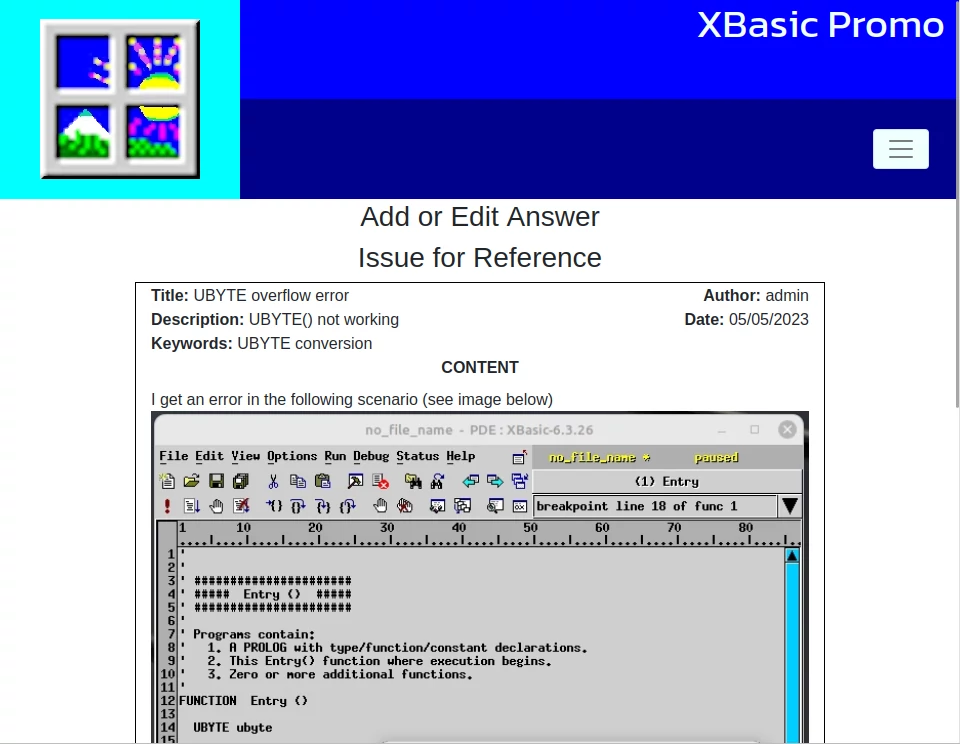 XBasic Promo
Add or Edit Answer
Issue for Reference
Title: UBYTE overflow error
Author: admin
Description: UBYTE() not working
Date: 05/05/2023
Keywords: UBYTE conversion
CONTENT
I get an error in the following scenario (see image below)
no_file_name - PDE : XBasic-6.3.26
File Edit View Options Run Debug Status Help
no_file_name *
paused
(1) Entry
breakpoint line 18 of func 1
1 10 20 30 40 50 60 70 80
1 '
2 '
3 ' ######################
4 ' ##### Entry () #####
5 ' ######################
6 '
7 ' Programs contain:
8 ' 1. A PROLOG with type/function/constant declarations.
9 ' 2. This Entry() function where execution begins.
10 ' 3. Zero or more additional functions.
11 '
12 FUNCTION Entry ()
13
14 UBYTE ubyte
15